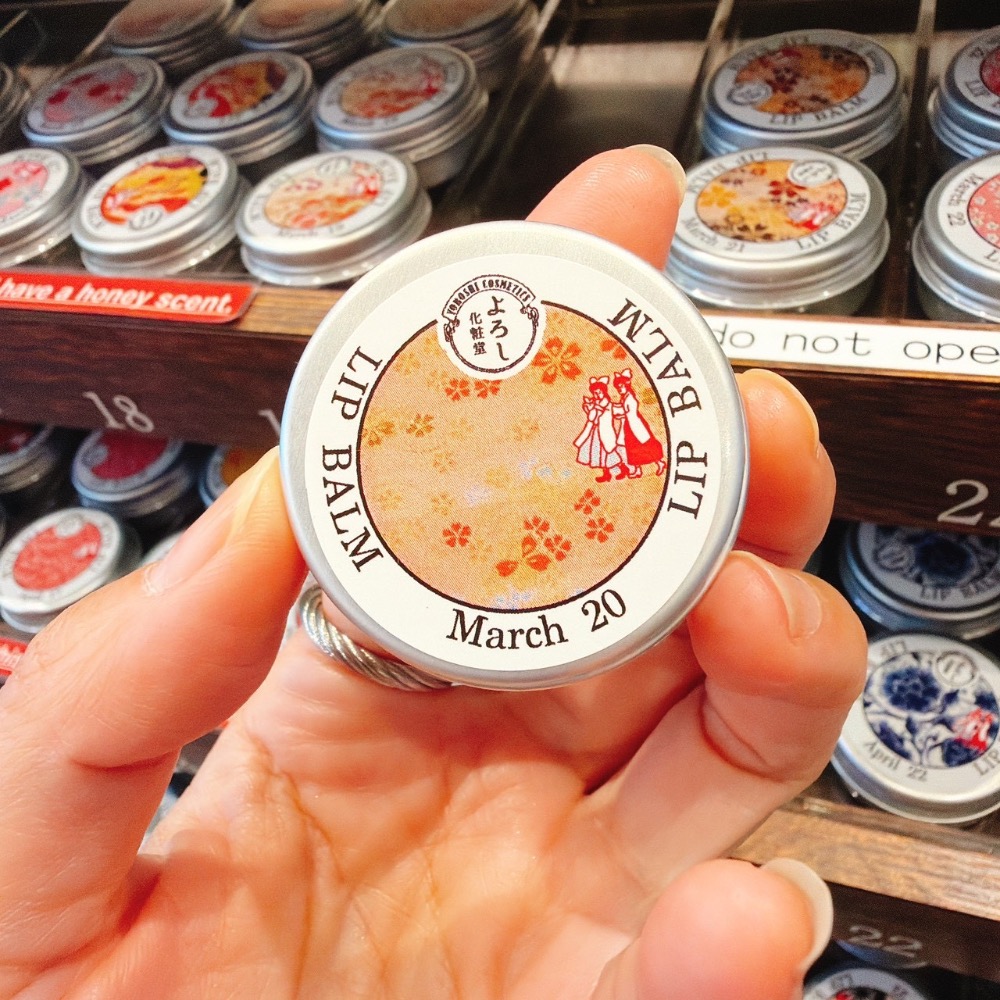 YOROSHI COSMETICS
よろし
化粧堂
LIP BALM
LIP BALM
March 20
LIP BALM
LIP BALM
March 21
March 22
have a honey scent.
do not ope
18
22
April 22
LIP
22